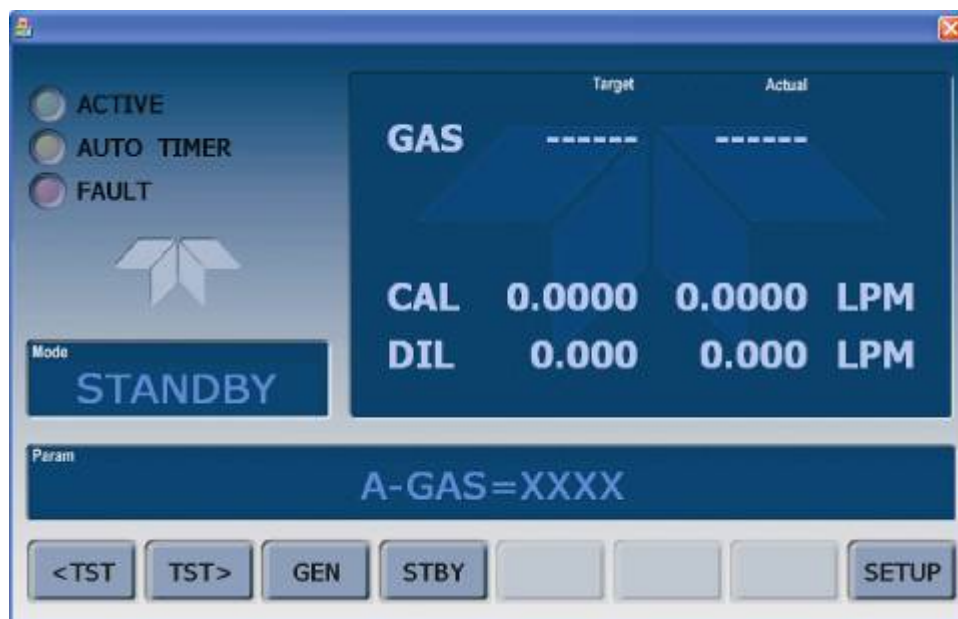 ACTIVE
AUTO TIMER
FAULT
Target Actual
GAS ------ ------
CAL 0.0000 0.0000 LPM
DIL 0.000 0.000 LPM
Mode
STANDBY
Param
A-GAS=XXXX
<TST TST> GEN STBY SETUP